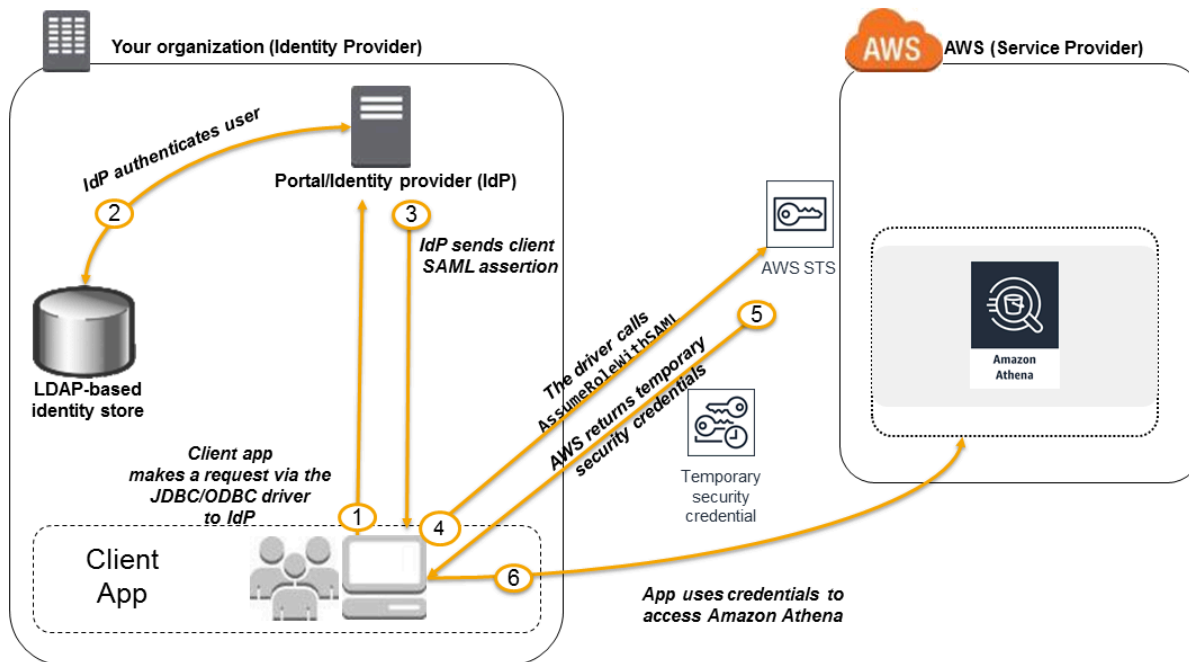 Your organization (Identity Provider)
AWS
AWS (Service Provider)
IdP authenticates user
Portal/Identity provider (IdP)
2
3
IdP sends client
SAML assertion
AWS STS
LDAP-based
identity store
5
The driver calls
AssumeRoleWithSAML
AWS returns temporary
security credentials
Amazon
Athena
Temporary
security
credential
Client app
makes a request via the
JDBC/ODBC driver
to IdP
1
4
Client
App
6
App uses credentials to
access Amazon Athena